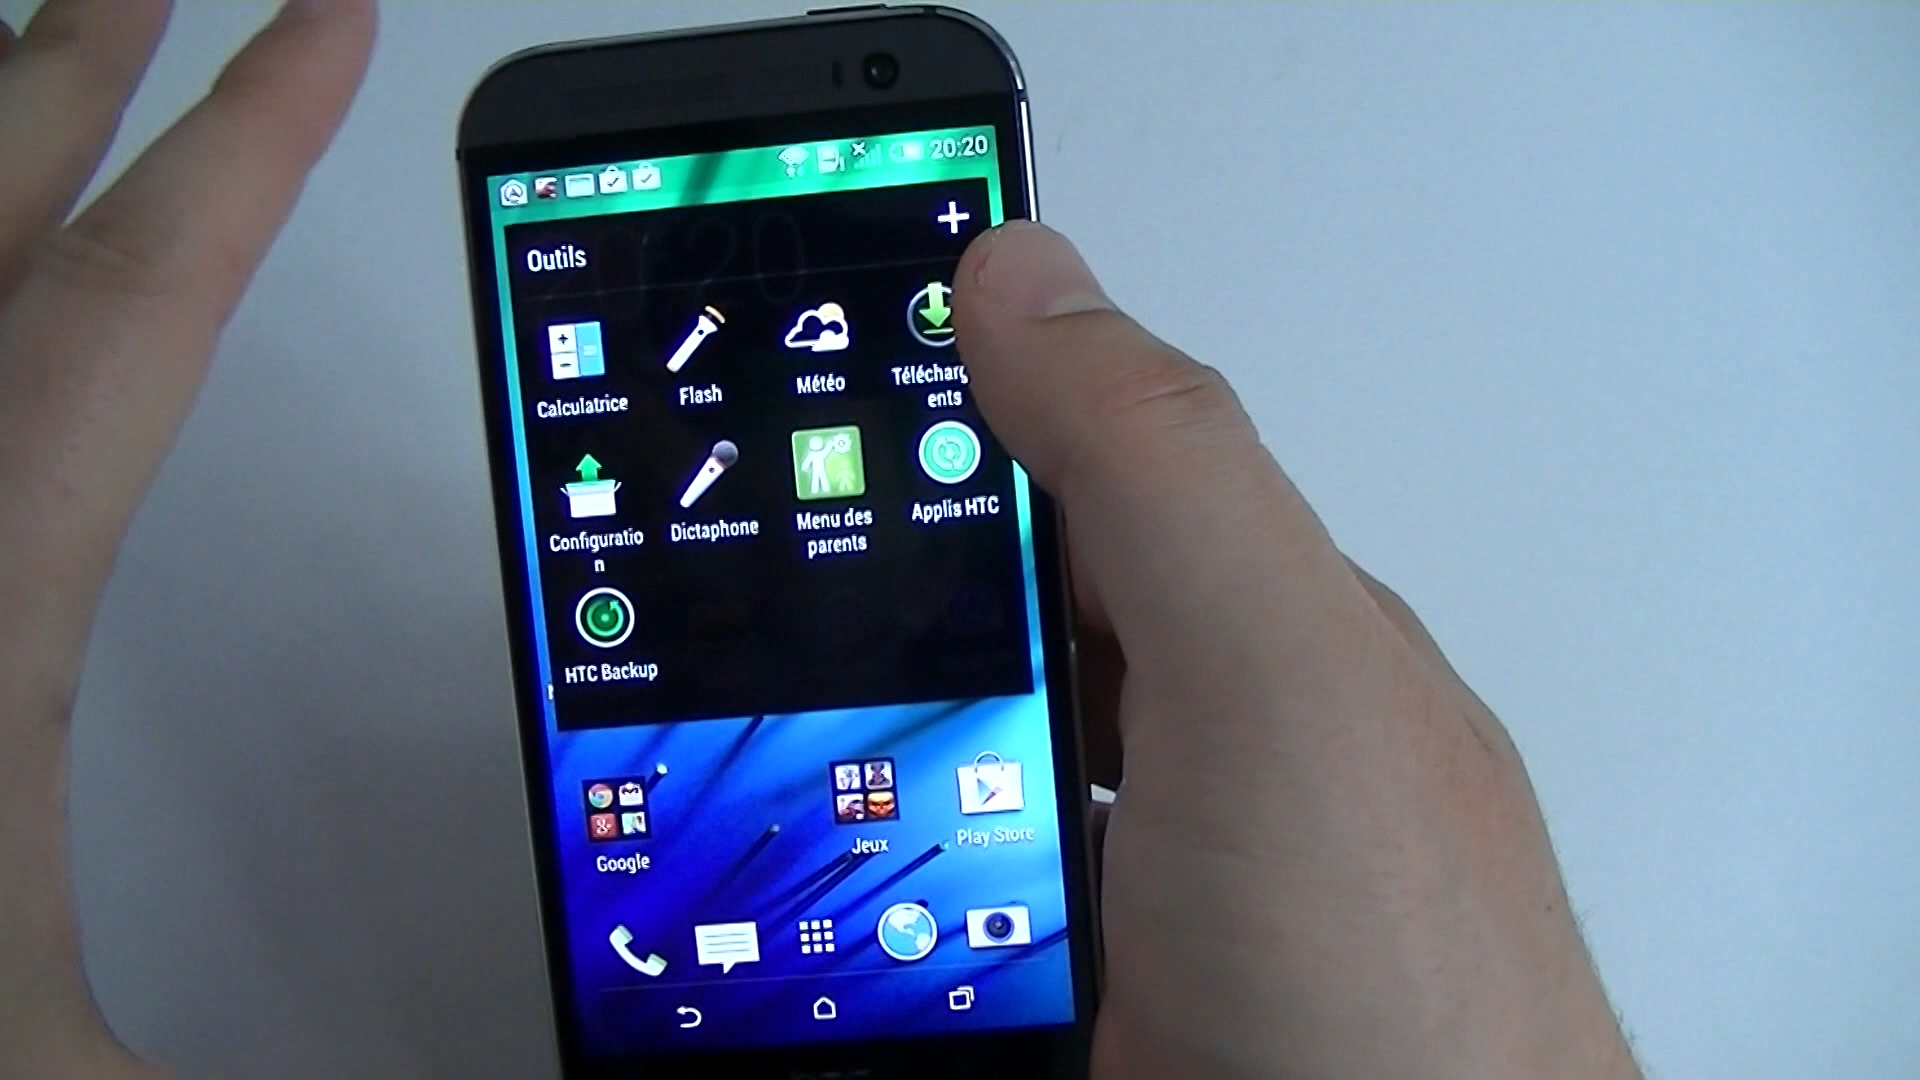 20:20
Outils
Calculatrice
Flash
Météo
Télécharg
ents
Configuratio
n
Dictaphone
Menu des
parents
Applis HTC
HTC Backup
Google
Jeux
Play Store